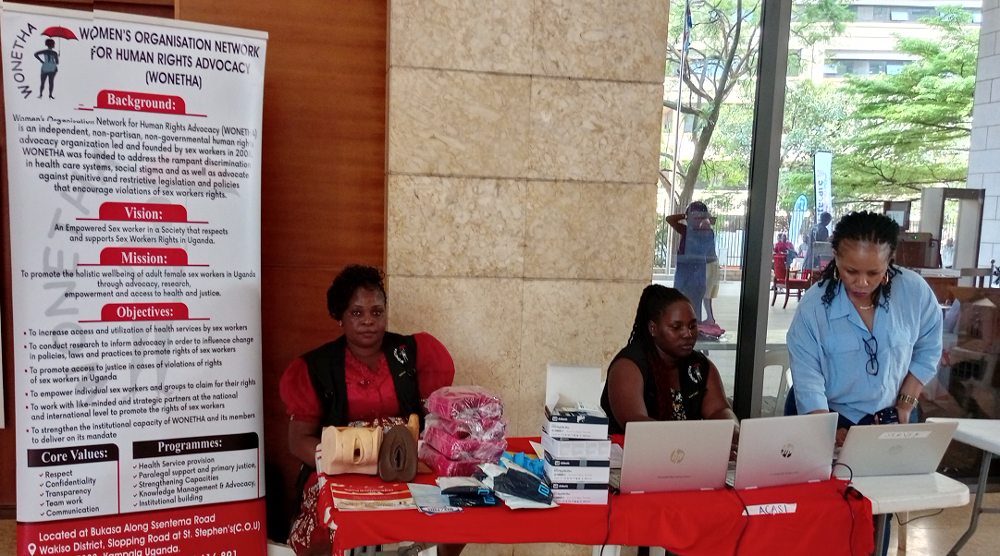 WONETHA
WOMEN'S ORGANISATION NETWORK
FOR HUMAN RIGHTS ADVOCACY
(WONETHA)
Background:
Women's Organisation Network for Human Rights Advocacy (WONETHA)
is an independent, non-partisan, non-governmental human rights
advocacy organization led and founded by sex workers in 2008.
WONETHA was founded to address the rampant discrimination
in health care systems, social stigma and as well as advocate
against punitive and restrictive legislation and policies
that encourage violations of sex workers rights.
Vision:
An Empowered Sex worker in a Society that respects
and supports Sex Workers Rights in Uganda.
Mission:
To promote the holistic wellbeing of adult female sex workers in Uganda
through advocacy, research,
empowerment and access to health and justice.
Objectives:
• To increase access and utilization of health services by sex workers
• To conduct research to inform advocacy in order to influence change
in policies, laws and practices to promote rights of sex workers
• To promote access to justice in cases of violations of rights
of sex workers in Uganda
• To empower individual sex workers and groups to claim for their rights
• To work with like-minded and strategic partners at the national
and international level to promote the rights of sex workers
• To strengthen the institutional capacity of WONETHA and its members
to deliver on its mandate
Core Values:
✓ Respect
✓ Confidentiality
✓ Transparency
✓ Team work
✓ Communication
Programmes:
✓ Health Service provision
✓ Paralegal support and primary justice,
✓ Strengthening Capacities
✓ Knowledge Management & Advocacy,
✓ Institutional building
Located at Bukasa Along Ssentema Road
Wakiso District, Slopping Road at St. Stephen's(C.O.U)
Kampala Uganda.
hp
hp
ACASI